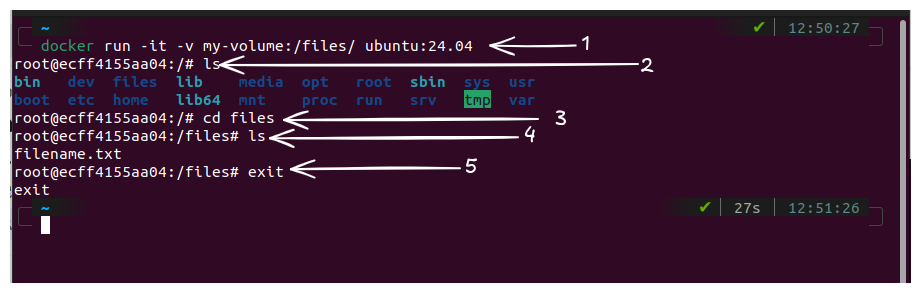 ~ ✔ 12:50:27
docker run -it -v my-volume:/files/ ubuntu:24.04 1
root@ecff4155aa04:/# ls 2
bin dev files lib media opt root sbin sys usr
boot etc home lib64 mnt proc run srv tmp var
root@ecff4155aa04:/# cd files 3
root@ecff4155aa04:/files# ls 4
filename.txt
root@ecff4155aa04:/files# exit 5
exit
~ ✔ 27s 12:51:26